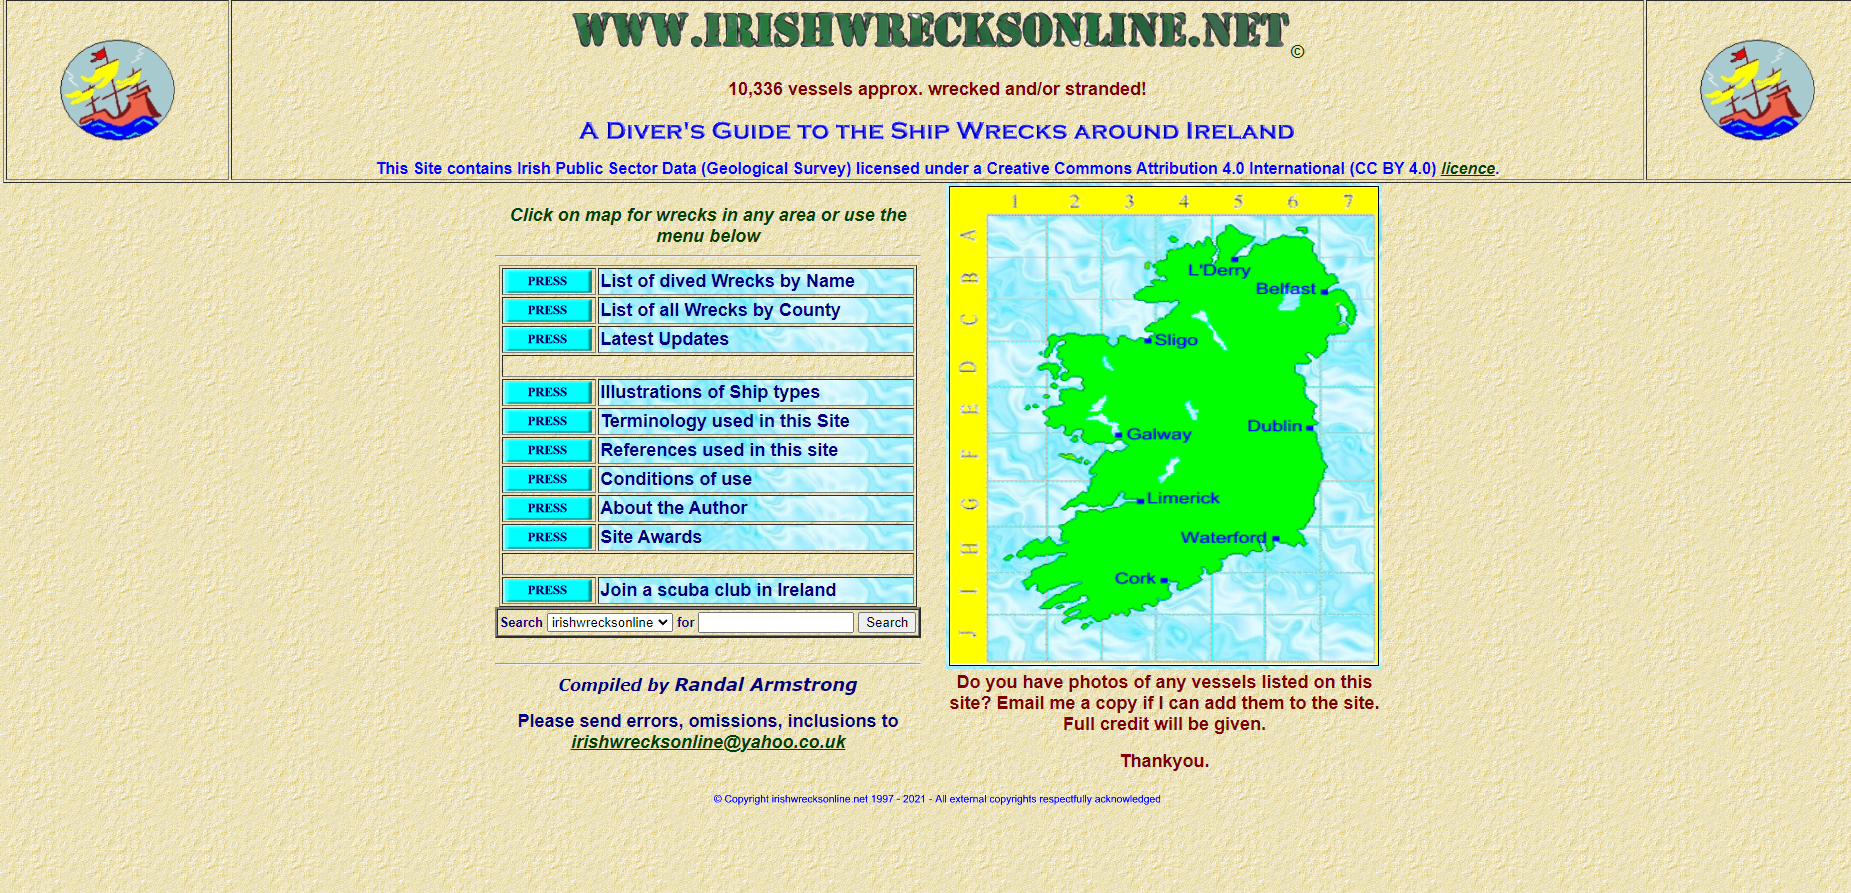 WWW.IRISHWRECKSONLINE.NET ©
10,336 vessels approx. wrecked and/or stranded!
A Diver's Guide to the Ship Wrecks around Ireland
This Site contains Irish Public Sector Data (Geological Survey) licensed under a Creative Commons Attribution 4.0 International (CC BY 4.0) licence.
Click on map for wrecks in any area or use the
menu below
PRESS List of dived Wrecks by Name
PRESS List of all Wrecks by County
PRESS Latest Updates
PRESS Illustrations of Ship types
PRESS Terminology used in this Site
PRESS References used in this site
PRESS Conditions of use
PRESS About the Author
PRESS Site Awards
PRESS Join a scuba club in Ireland
Search irishwrecksonline for Search
Compiled by Randal Armstrong
Please send errors, omissions, inclusions to
irishwrecksonline@yahoo.co.uk
1 2 3 4 5 6 7
A
B
C
D
E
F
G
H
I
J
L'Derry
Belfast
Sligo
Dublin
Galway
Limerick
Waterford
Cork
Do you have photos of any vessels listed on this
site? Email me a copy if I can add them to the site.
Full credit will be given.
Thankyou.
© Copyright irishwrecksonline.net 1997 - 2021 - All external copyrights respectfully acknowledged